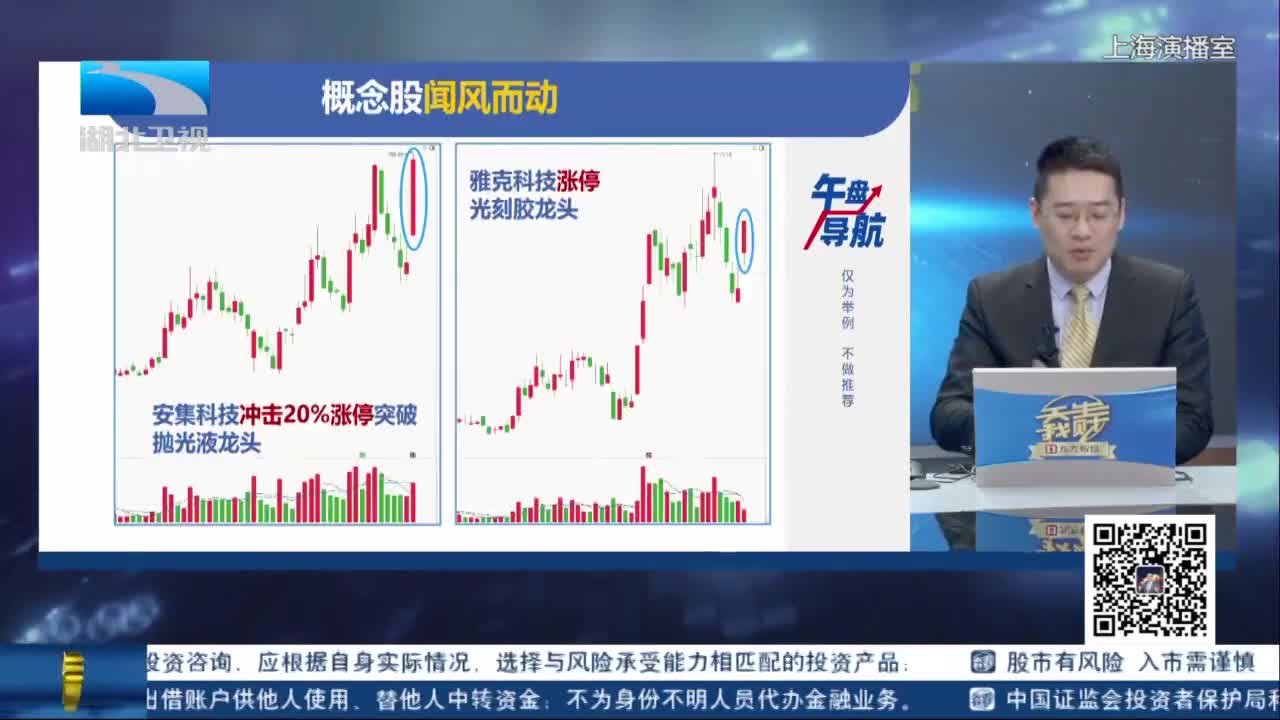 上海演播室
湖北卫视
概念股闻风而动
雅克科技涨停
光刻胶龙头
安集科技冲击20%涨停突破
抛光液龙头
午盘
导航
仅为举例 不做推荐
投资咨询，应根据自身实际情况，选择与风险承受能力相匹配的投资产品；
股市有风险 入市需谨慎
出借账户供他人使用、替他人中转资金；不为身份不明人员代办金融业务。
中国证监会投资者保护局和